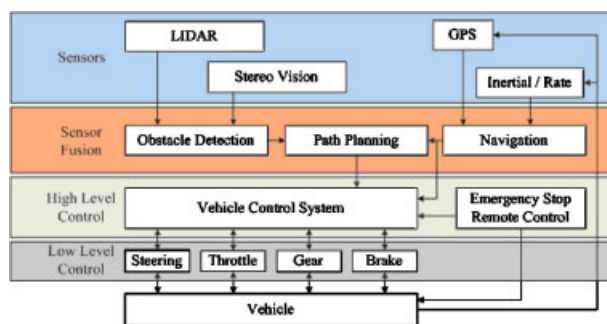 LIDAR
GPS
Sensors
Stereo Vision
Inertial / Rate
Sensor
Fusion
Obstacle Detection
Path Planning
Navigation
High Level
Control
Vehicle Control System
Emergency Stop
Remote Control
Low Level
Control
Steering
Throttle
Gear
Brake
Vehicle